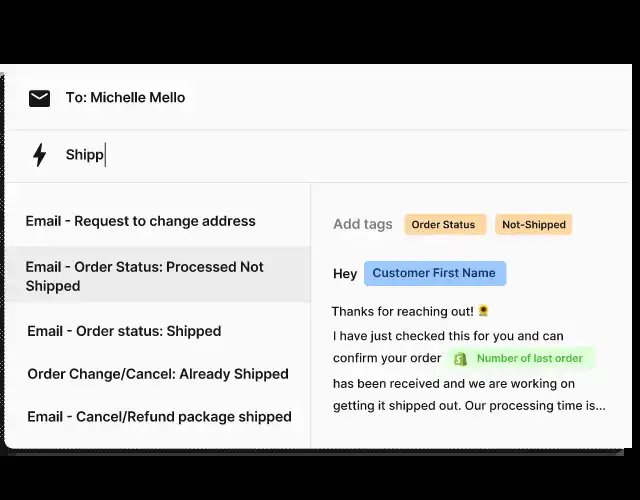 To: Michelle Mello
Shipp
Email - Request to change address
Email - Order Status: Processed Not
Shipped
Email - Order status: Shipped
Order Change/Cancel: Already Shipped
Email - Cancel/Refund package shipped
Add tags Order Status Not-Shipped
Hey Customer First Name
Thanks for reaching out! 🌻
I have just checked this for you and can
confirm your order Number of last order
has been received and we are working on
getting it shipped out. Our processing time is...